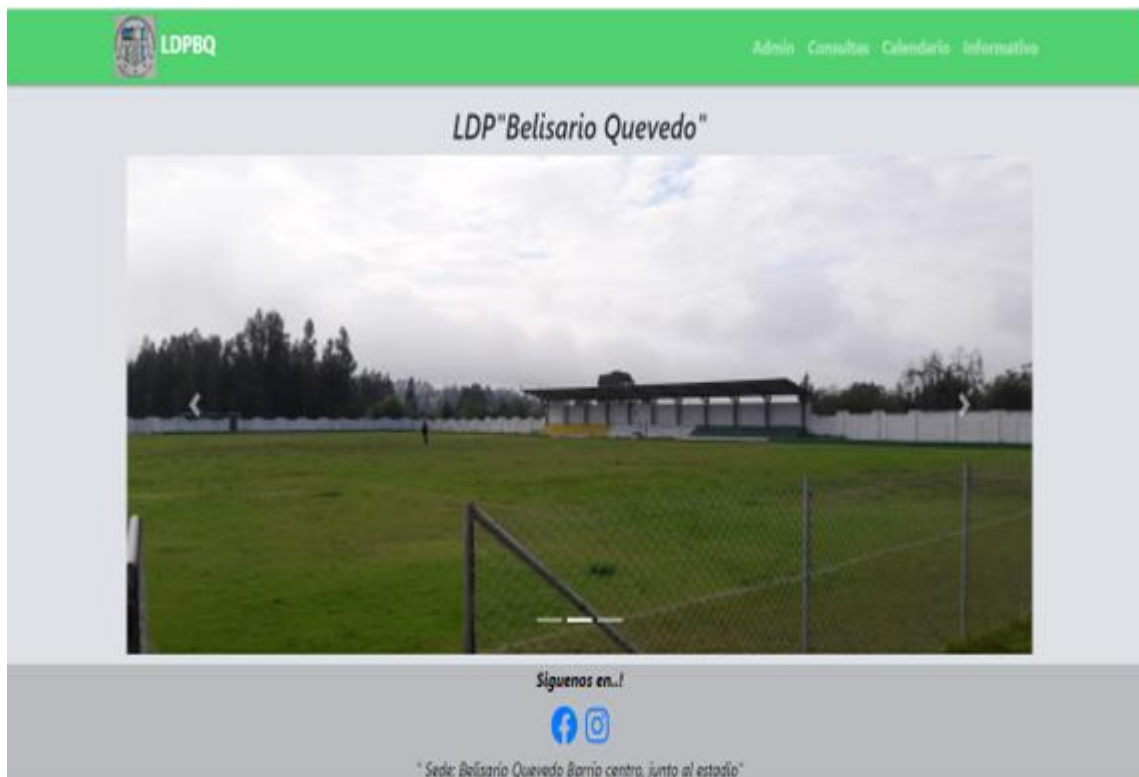 LDPBQ
Admin Consultas Calendario Informativo
LDP"Belisario Quevedo"
Siguenos en..!
" Sede: Belisario Quevedo Barrio centro, junto al estadio"